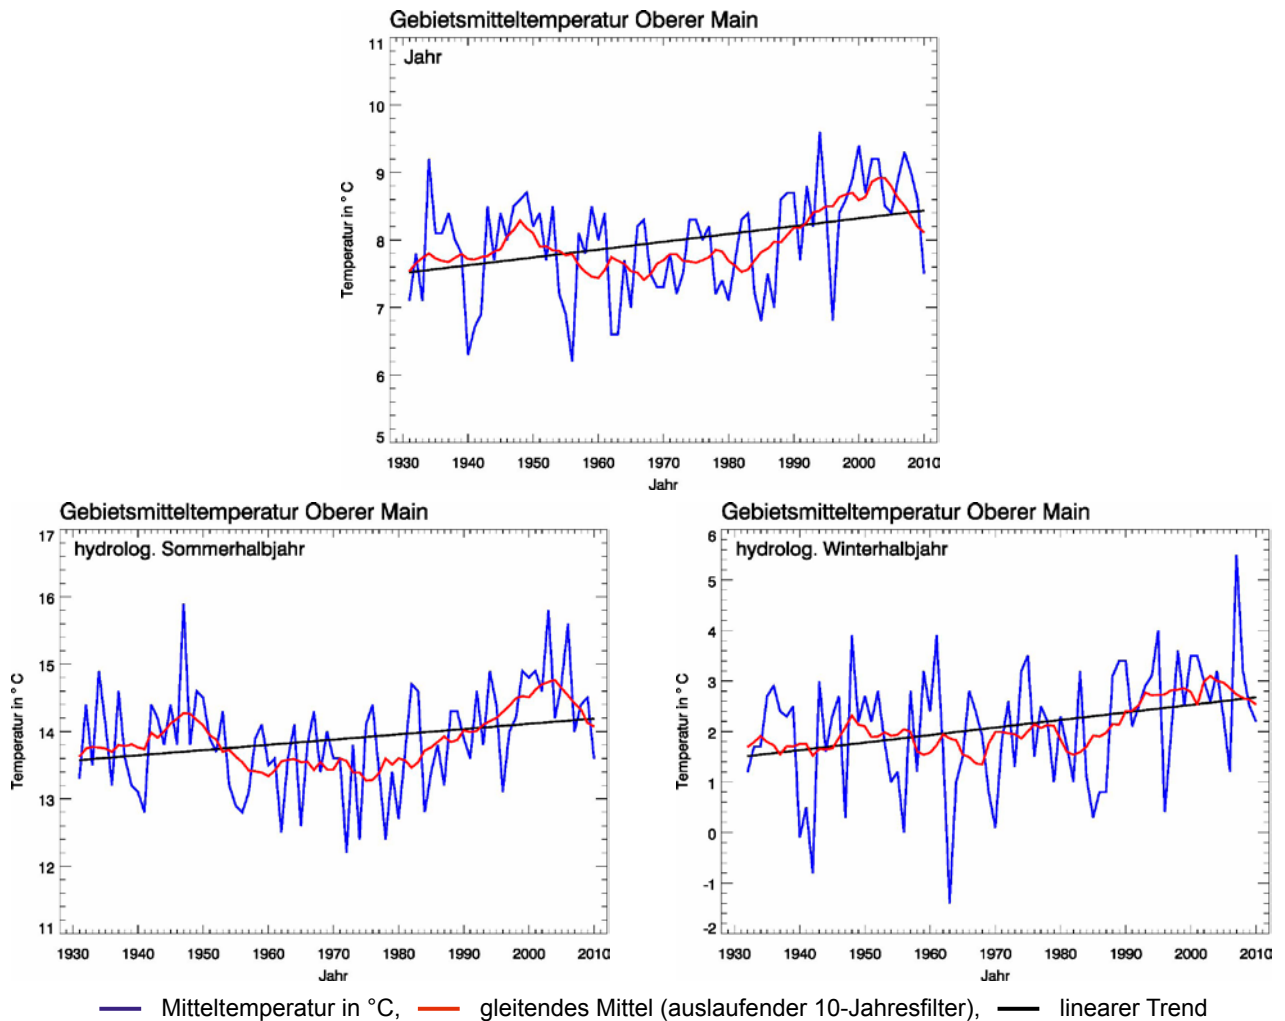 Gebietsmitteltemperatur Oberer Main
Jahr
Temperatur in ° C
11
10
9
8
7
6
5
1930 1940 1950 1960 1970 1980 1990 2000 2010
Jahr
Gebietsmitteltemperatur Oberer Main
hydrolog. Sommerhalbjahr
Temperatur in ° C
17
16
15
14
13
12
11
1930 1940 1950 1960 1970 1980 1990 2000 2010
Jahr
Gebietsmitteltemperatur Oberer Main
hydrolog. Winterhalbjahr
Temperatur in ° C
6
5
4
3
2
1
0
-1
-2
1930 1940 1950 1960 1970 1980 1990 2000 2010
Jahr
Mitteltemperatur in °C, gleitendes Mittel (auslaufender 10-Jahresfilter), linearer Trend